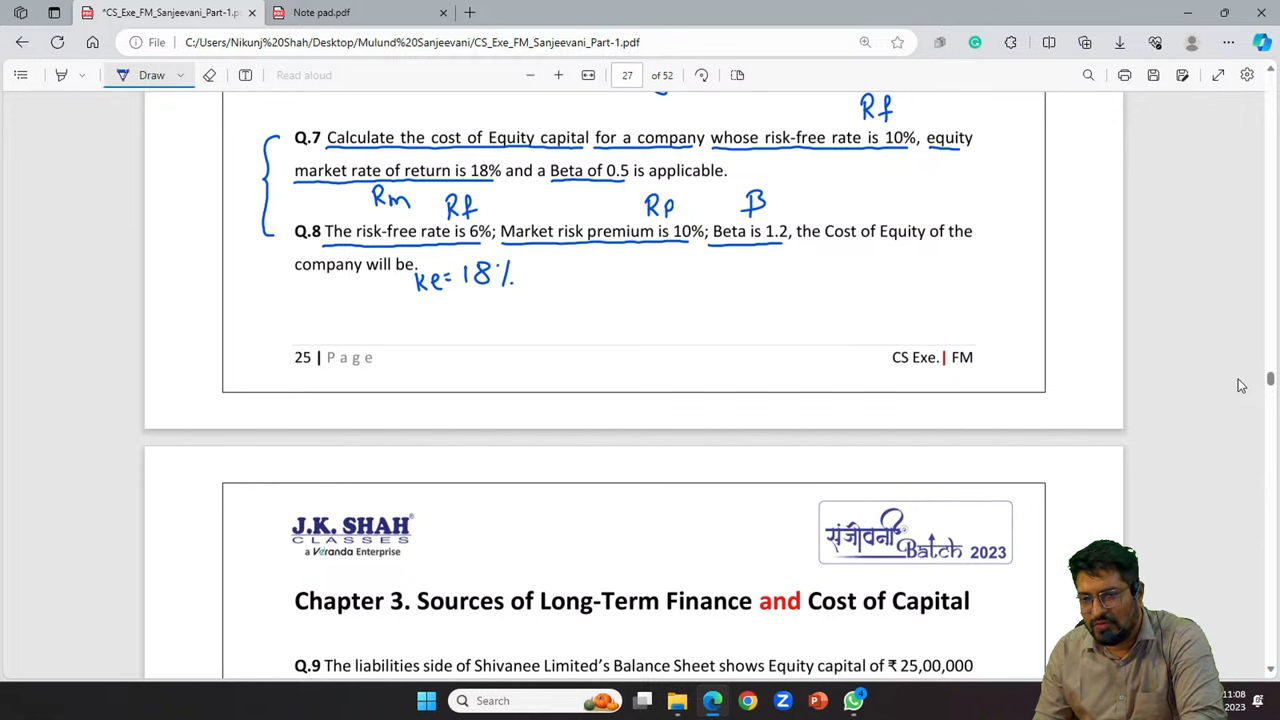 *CS_Exe_FM_Sanjeevani_Part-1.p
Note pad.pdf
File
C:/Users/Nikunj%20Shah/Desktop/Mulund%20Sanjeevani/CS_Exe_FM_Sanjeevani_Part-1.pdf
Draw
Read aloud
27 of 52
Rf
Q.7 Calculate the cost of Equity capital for a company whose risk-free rate is 10%, equity
market rate of return is 18% and a Beta of 0.5 is applicable.
Rm Rf Rp β
Q.8 The risk-free rate is 6%; Market risk premium is 10%; Beta is 1.2, the Cost of Equity of the
company will be.
Ke= 18%
25 | Page
CS Exe.| FM
J.K. SHAH
CLASSES
a Veranda Enterprise
संजीवनी
Batch 2023
Chapter 3. Sources of Long-Term Finance and Cost of Capital
Q.9 The liabilities side of Shivanee Limited’s Balance Sheet shows Equity capital of ₹ 25,00,000
Search
4
11:08
2023